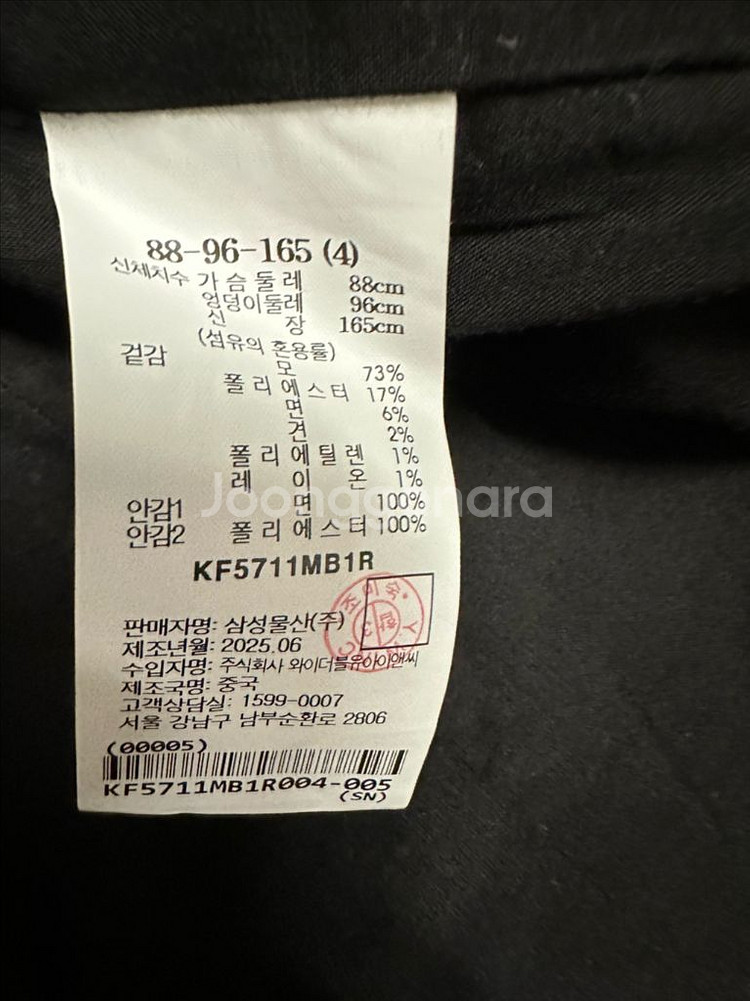 88-96-165 (4)
신체치수 가슴둘레 88cm
엉덩이둘레 96cm
신장 165cm
(섬유의 혼용률)
겉감 모 73%
폴리에스터 17%
면 6%
견 2%
폴리에틸렌 1%
레이온 1%
안감1 면 100%
안감2 폴리에스터 100%
Joonggonara
KF5711MB1R
판매자명: 삼성물산(주)
제조년월: 2025.06
수입자명: 주식회사 와이더블유아이앤씨
제조국명: 중국
고객상담실: 1599-0007
서울 강남구 남부순환로 2806
(00005)
KF5711MB1R004-005
(SN)